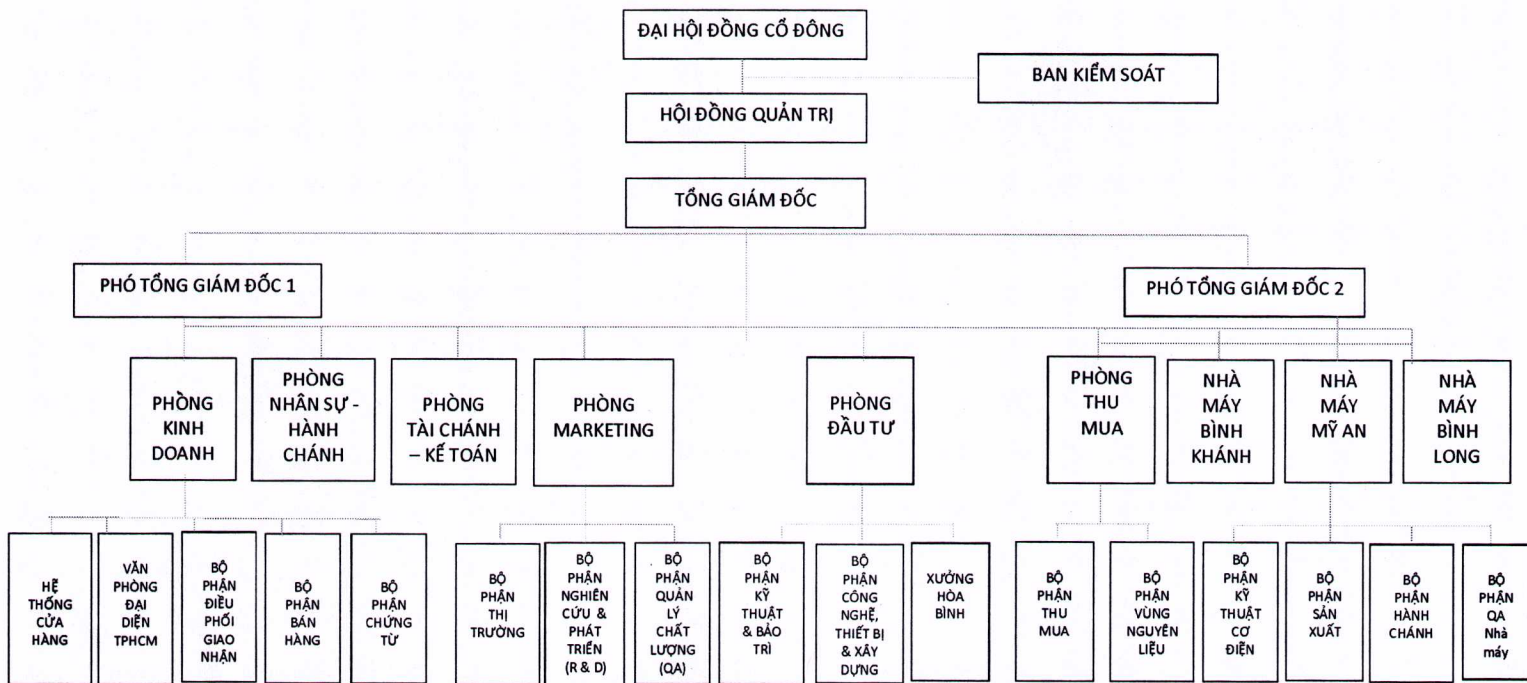 ĐẠI HỘI ĐỒNG CỔ ĐÔNG
BAN KIỂM SOÁT
HỘI ĐỒNG QUẢN TRỊ
TỔNG GIÁM ĐỐC
PHÓ TỔNG GIÁM ĐỐC 1
PHÓ TỔNG GIÁM ĐỐC 2
PHÒNG
KINH
DOANH
PHÒNG
NHÂN SỰ -
HÀNH
CHÁNH
PHÒNG
TÀI CHÁNH
– KẾ TOÁN
PHÒNG
MARKETING
PHÒNG
ĐẦU TƯ
PHÒNG
THU
MUA
NHÀ
MÁY
BÌNH
KHÁNH
NHÀ
MÁY
MỸ AN
NHÀ
MÁY
BÌNH
LONG
HỆ
THỐNG
CỬA
HÀNG
VĂN
PHÒNG
ĐẠI
DIỆN
TPHCM
BỘ
PHẬN
ĐIỀU
PHỐI
GIAO
NHẬN
BỘ
PHẬN
BÁN
HÀNG
BỘ
PHẬN
CHỨNG
TỪ
BỘ
PHẬN
THỊ
TRƯỜNG
BỘ
PHẬN
NGHIÊN
CỨU &
PHÁT
TRIỂN
(R & D)
BỘ
PHẬN
QUẢN
LÝ
CHẤT
LƯỢNG
(QA)
BỘ
PHẬN
KỸ
THUẬT
& BẢO
TRÌ
BỘ
PHẬN
CÔNG
NGHỆ,
THIẾT BỊ
& XÂY
DỰNG
XƯỞNG
HÒA
BÌNH
BỘ
PHẬN
THU
MUA
BỘ
PHẬN
VÙNG
NGUYÊN
LIỆU
BỘ
PHẬN KỸ
THUẬT CƠ
ĐIỆN
BỘ
PHẬN
SẢN
XUẤT
BỘ
PHẬN
HÀNH
CHÁNH
BỘ
PHẬN
QA
Nhà
máy